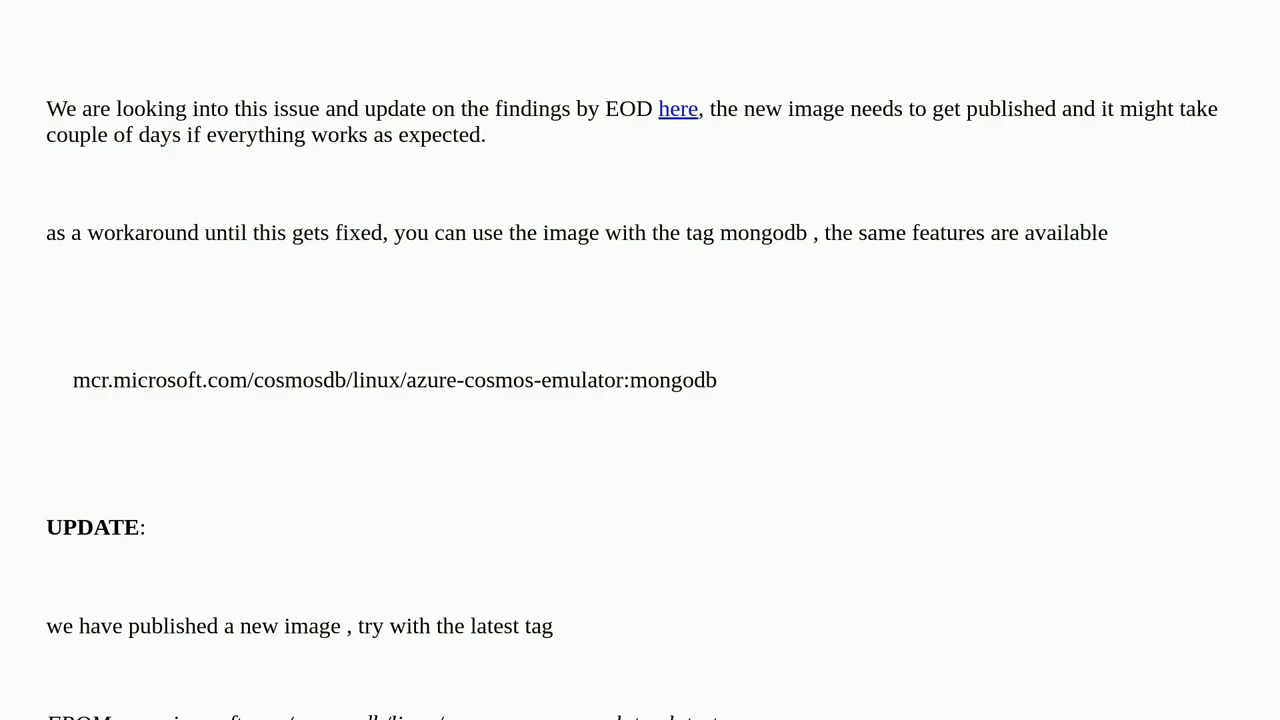 We are looking into this issue and update on the findings by EOD here, the new image needs to get published and it might take
couple of days if everything works as expected.
as a workaround until this gets fixed, you can use the image with the tag mongodb , the same features are available
mcr.microsoft.com/cosmosdb/linux/azure-cosmos-emulator:mongodb
UPDATE:
we have published a new image , try with the latest tag